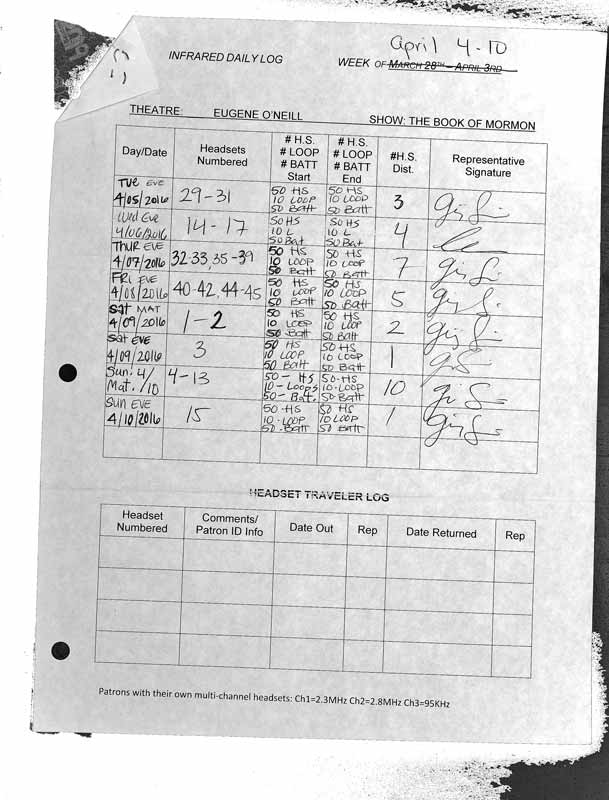 April 4-10
INFRARED DAILY LOG WEEK OF MARCH 28TH – APRIL 3RD
THEATRE: EUGENE O'NEILL SHOW: THE BOOK OF MORMON
Day/Date Headsets Numbered # H.S. # LOOP # BATT Start # H.S. # LOOP # BATT End #H.S. Dist. Representative Signature
TUE EVE 4/05/2016 29-31 50 HS 10 LOOP 50 Batt 50 HS 10 LOOP 50 Batt 3
Wed Eve 4/06/2016 14-17 50 HS 10 L 50 Bat 50 HS 10 L 50 Batt 4
THUR EVE 4/07/2016 32-33, 35-39 50 HS 10 LOOP 50 Batt 50 HS 10 LOOP 50 Batt 7
FRI EVE 4/08/2016 40-42, 44-45 50 HS 10 LOOP 50 Batt 50 HS 10 LOOP 50 Batt 5
Sat MAT 4/09/2016 1-2 50 HS 10 LOOP 50 Batt 50 HS 10 LOOP 50 Batt 2
Sat EVE 4/09/2016 3 50 HS 10 LOOP 50 Batt 50 HS 10 LOOP 50 Batt 1
Sun. 4/ Mat. /10 4-13 50- HS 10-Loops 50- Bat. 50-HS 10-LOOP 50 Batt 10
SUN EVE 4/10/2016 15 50-HS 10-LOOP 50-Batt 50 HS 10 LOOP 50 Batt 1
HEADSET TRAVELER LOG
Headset Numbered Comments/ Patron ID Info Date Out Rep Date Returned Rep
Patrons with their own multi-channel headsets: Ch1=2.3MHz Ch2=2.8MHz Ch3=95KHz